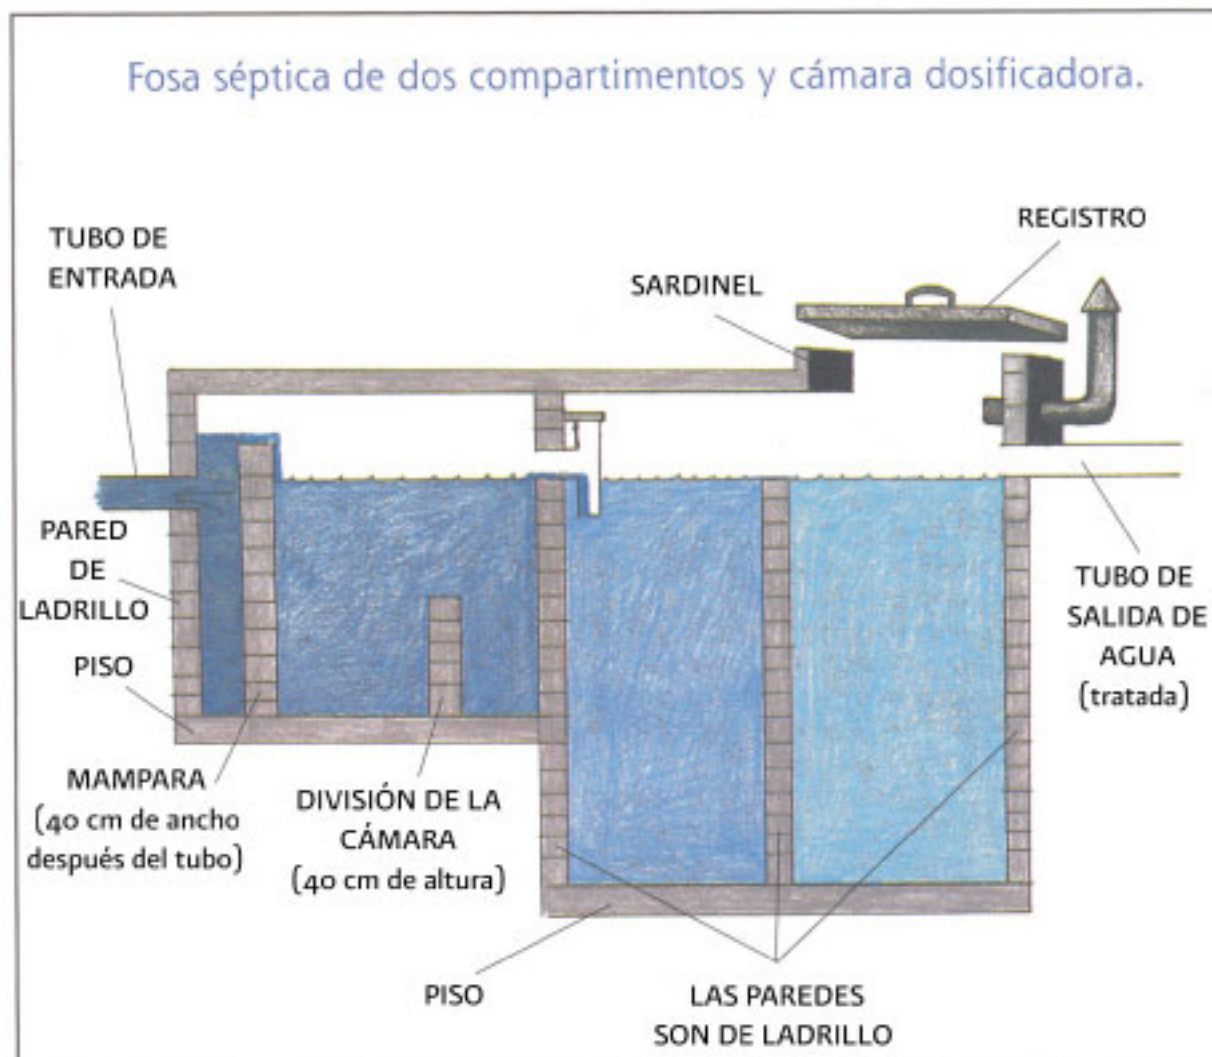 Fosa séptica de dos compartimentos y cámara dosificadora.
REGISTRO
TUBO DE
ENTRADA
SARDINEL
PARED
DE
LADRILLO
PISO
TUBO DE
SALIDA DE
AGUA
(tratada)
MAMPARA
(40 cm de ancho
después del tubo)
DIVISIÓN DE LA
CÁMARA
(40 cm de altura)
PISO
LAS PAREDES
SON DE LADRILLO